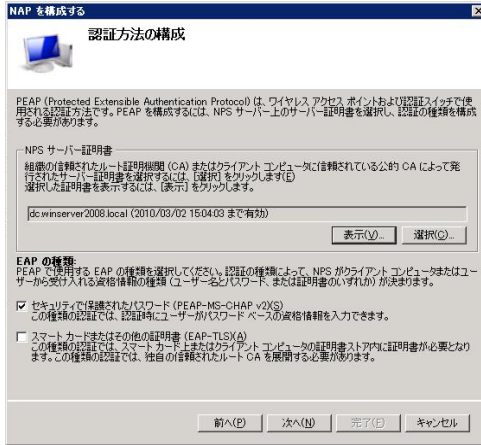 NAP を構成する
認証方法の構成
PEAP (Protected Extensible Authentication Protocol) は、ワイヤレス アクセス ポイントおよび認証スイッチで使
用される認証方法です。PEAP を構成するには、NPS サーバー上のサーバー証明書を選択し、認証の種類を構成
する必要があります。
NPS サーバー証明書
組織の信頼されたルート証明機関 (CA) またはクライアント コンピュータに信頼されている公的 CA によって発
行されたサーバー証明書を選択するには、[選択] をクリックします(E)
選択した証明書を表示するには、[表示] をクリックします。
dc.winserver2008.local (2010/03/02 15:04:03 まで有効)
表示(V)... 選択(C)...
EAP の種類:
PEAP で使用する EAP の種類を選択してください。認証の種類によって、NPS がクライアント コンピュータまたはユー
ザーから受け入れる資格情報の種類 (ユーザー名とパスワード、または証明書のいずれか) が決まります。
セキュリティで保護されたパスワード (PEAP-MS-CHAP v2)(S)
この種類の認証では、認証時にユーザーがパスワード ベースの資格情報を入力できます。
スマート カードまたはその他の証明書 (EAP-TLS)(A)
この種類の認証では、スマート カード上またはクライアント コンピュータの証明書ストア内に証明書が必要となり
ます。この種類の認証では、独自の信頼されたルート CA を展開する必要があります。
前へ(P) 次へ(N) 完了(F) キャンセル